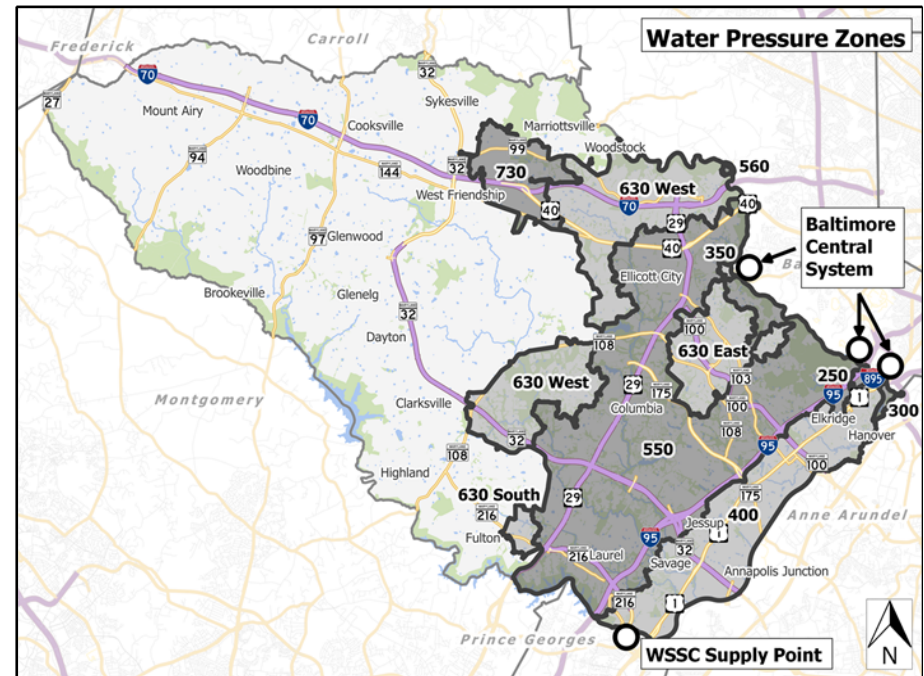 Water Pressure Zones
Frederick
Carroll
32
70
27
Mount Airy
Sykesville
70
Cooksville
Marriottsville
99
Woodstock
94
Woodbine
144
32
730
560
West Friendship
630 West
70
40
40
29
97
Glenwood
40
350
Baltimore
Central
System
Ellicott City
Ba
Brookeville
Glenelg
32
100
Dayton
108
630 East
Montgomery
630 West
29
175
103
250
895
Clarksville
95
1
300
Columbia
100
Elkridge
32
108
Hanover
108
550
95
100
Highland
630 South
29
175
216
400
Anne Arundel
Jessup
1
Fulton
95
216
Laurel
32
Savage
Annapolis Junction
216
1
Prince Georges
WSSC Supply Point
N